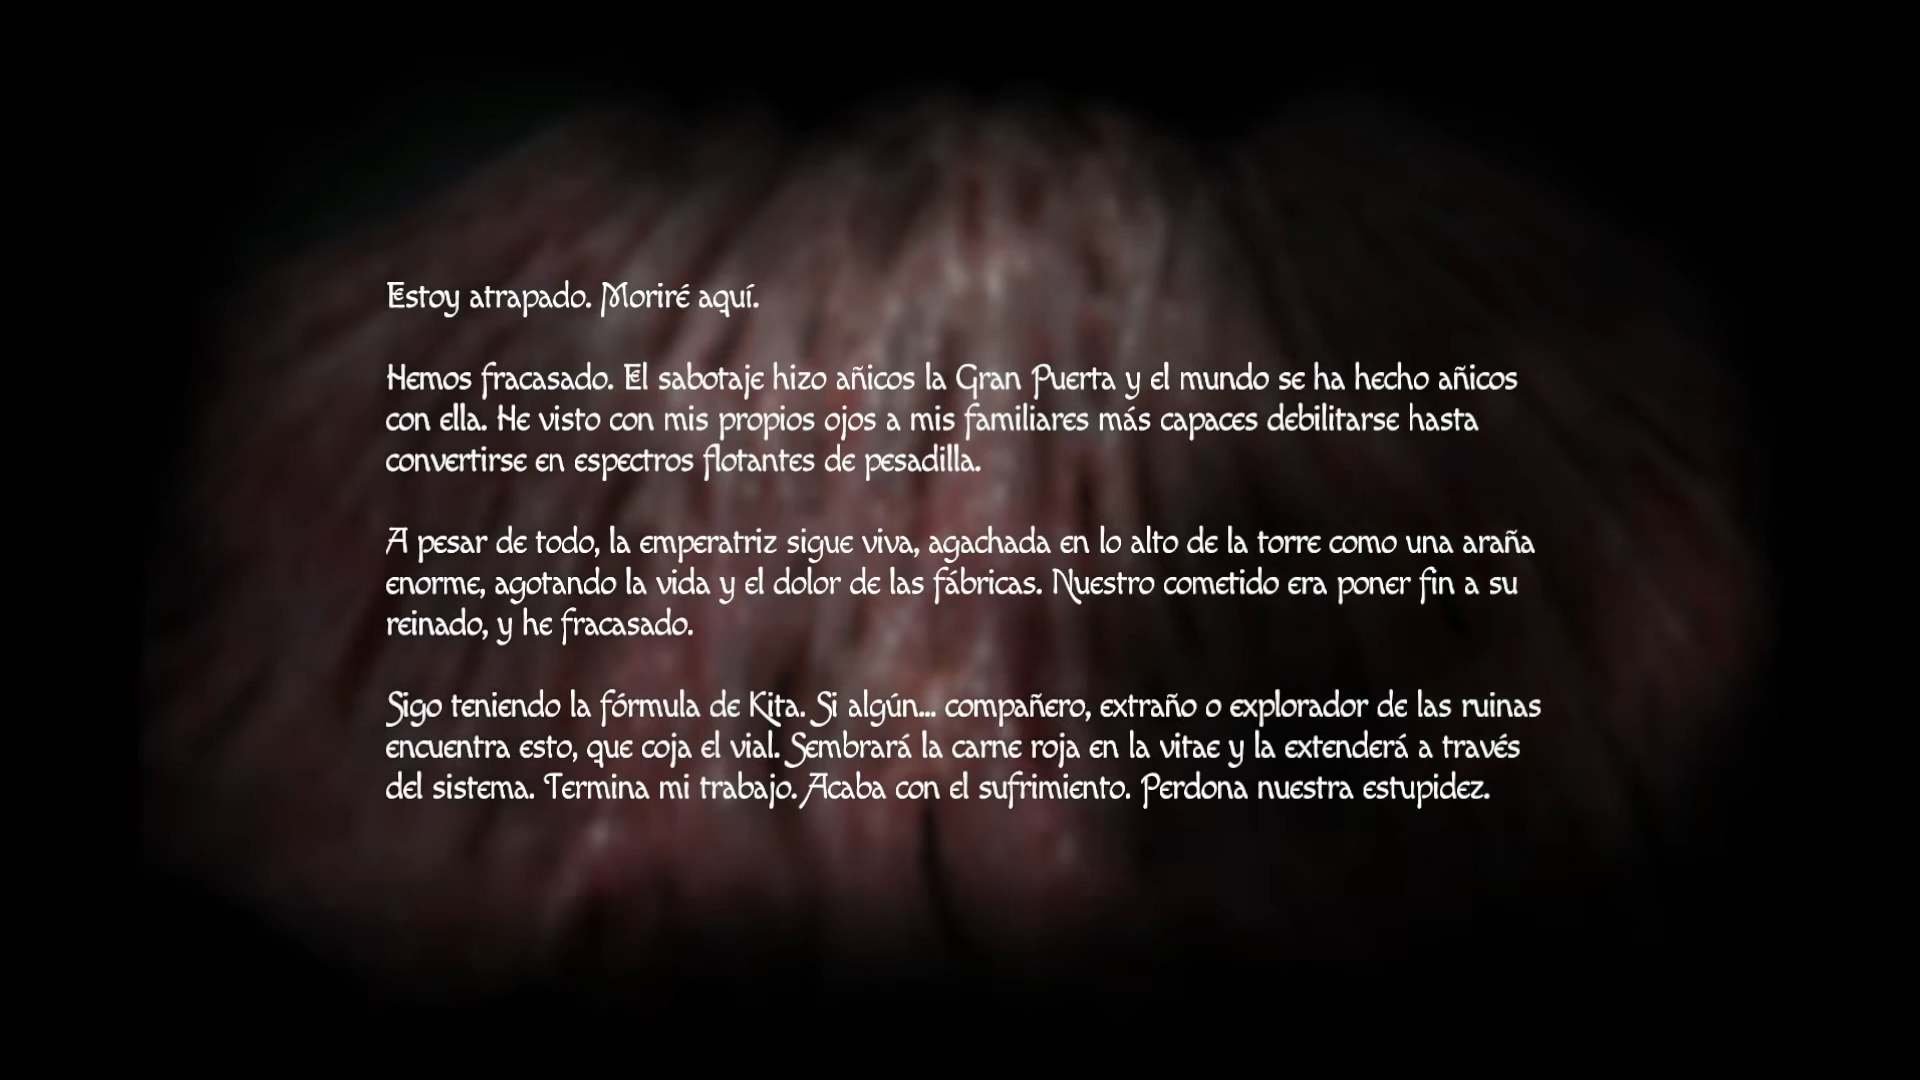 Estoy atrapado. Moriré aquí.
Hemos fracasado. El sabotaje hizo añicos la Gran Puerta y el mundo se ha hecho añicos
con ella. He visto con mis propios ojos a mis familiares más capaces debilitarse hasta
convertirse en espectros flotantes de pesadilla.
A pesar de todo, la emperatriz sigue viva, agachada en lo alto de la torre como una araña
enorme, agotando la vida y el dolor de las fábricas. Nuestro cometido era poner fin a su
reinado, y he fracasado.
Sigo teniendo la fórmula de Kita. Si algún... compañero, extraño o explorador de las ruinas
encuentra esto, que coja el vial. Sembrará la carne roja en la vitae y la extenderá a través
del sistema. Termina mi trabajo. Acaba con el sufrimiento. Perdona nuestra estupidez.